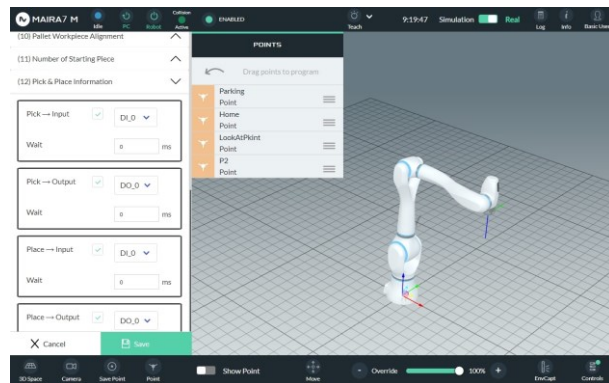 MAIRA7 M
Idle
PC
Robot
Collision
Active
ENABLED
Teach
9:19:47
Simulation
Real
Log
Info
Basic User
(10) Pallet Workpiece Alignment
(11) Number of Starting Piece
(12) Pick & Place Information
Pick → Input
DI_0
Wait
0
ms
Pick → Output
DO_0
Wait
0
ms
Place → Input
DI_0
Wait
0
ms
Place → Output
DO_0
Cancel
Save
POINTS
Drag points to program
Parking
Point
Home
Point
LookAtPkint
Point
P2
Point
3D Space
Camera
Save Point
Point
Show Point
Move
- Override
100%
+
EnvCapt
Controls